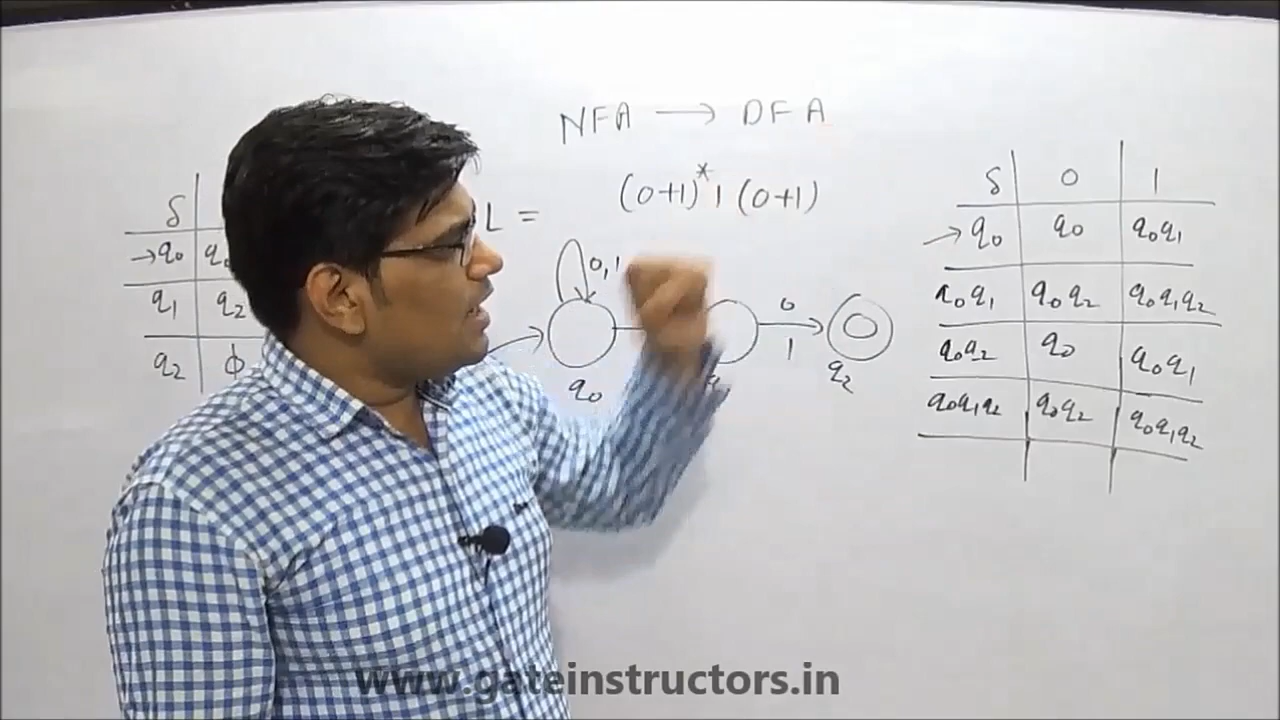 NFA → DFA
L = (0+1)* 1 (0+1)
δ
→q0
q1 q2
q2 ϕ
0,1
0
1
q0 q2
δ 0 1
→q0 q0 q0q1
q0q1 q0q2 q0q1q2
q0q2 q0 q0q1
q0q1q2 q0q2 q0q1q2
www.gateinstructors.in